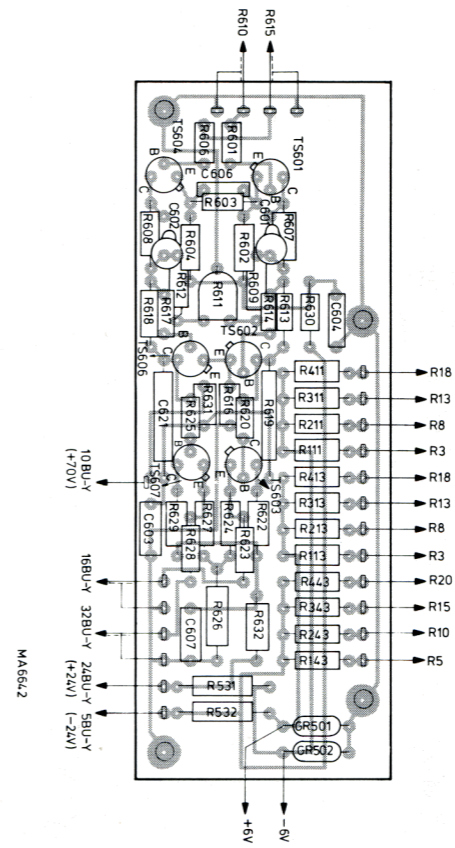 R610
R615
TS604
TS601
R606
R601
B
E
E
B
C606
C
C
R603
R608
C602
R604
R602
R607
R612
R609
R611
R618
R617
R614
R613
R630
C604
TS602
TS606
C
E
E
B
C
R411
R18
R311
R13
R211
R8
R111
R3
R413
R18
R313
R13
R213
R8
R113
R3
R443
R20
R343
R15
R243
R10
R143
R5
C621
R625
R631
R616
R620
R619
B
C
C
B
TS607
TS603
10BU-Y
(+70V)
C603
R629
R628
R627
R624
R623
R622
16BU-Y
32BU-Y
R626
R632
C607
24BU-Y
(+24V)
5BU-Y
(-24V)
R531
R532
GR501
GR502
+6V
-6V
MA6642